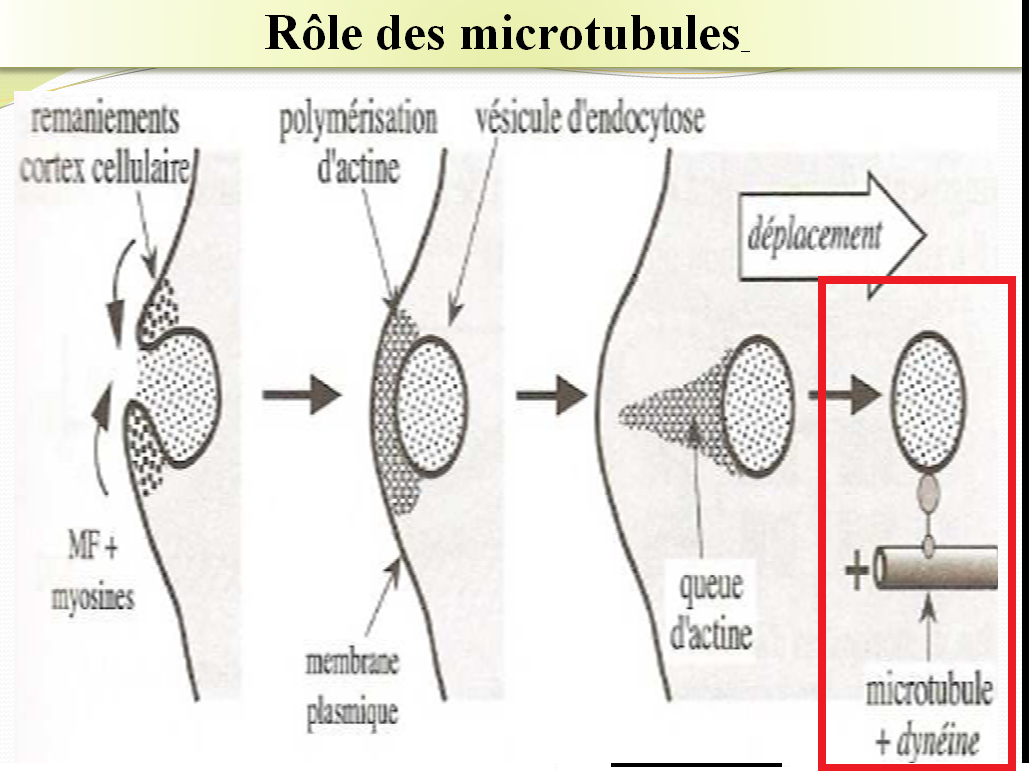 Rôle des microtubules
remaniements
cortex cellulaire
polymérisation
d'actine
vésicule d'endocytose
déplacement
MF +
myosines
membrane
plasmique
queue
d'actine
+
microtubule
+ dynéine